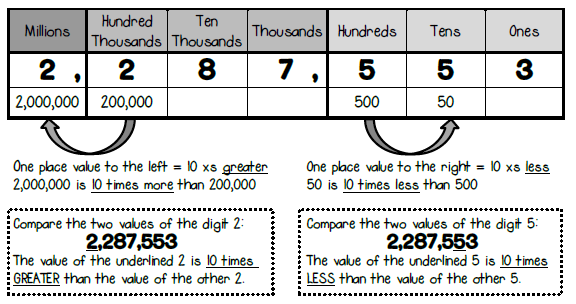 Millions
Hundred Thousands
Ten Thousands
Thousands
Hundreds
Tens
Ones
2 , 2 8 7 , 5 5 3
2,000,000 200,000 500 50
One place value to the left = 10 xs greater
2,000,000 is 10 times more than 200,000
One place value to the right = 10 xs less
50 is 10 times less than 500
Compare the two values of the digit 2:
2,287,553
The value of the underlined 2 is 10 times
GREATER than the value of the other 2.
Compare the two values of the digit 5:
2,287,553
The value of the underlined 5 is 10 times
LESS than the value of the other 5.